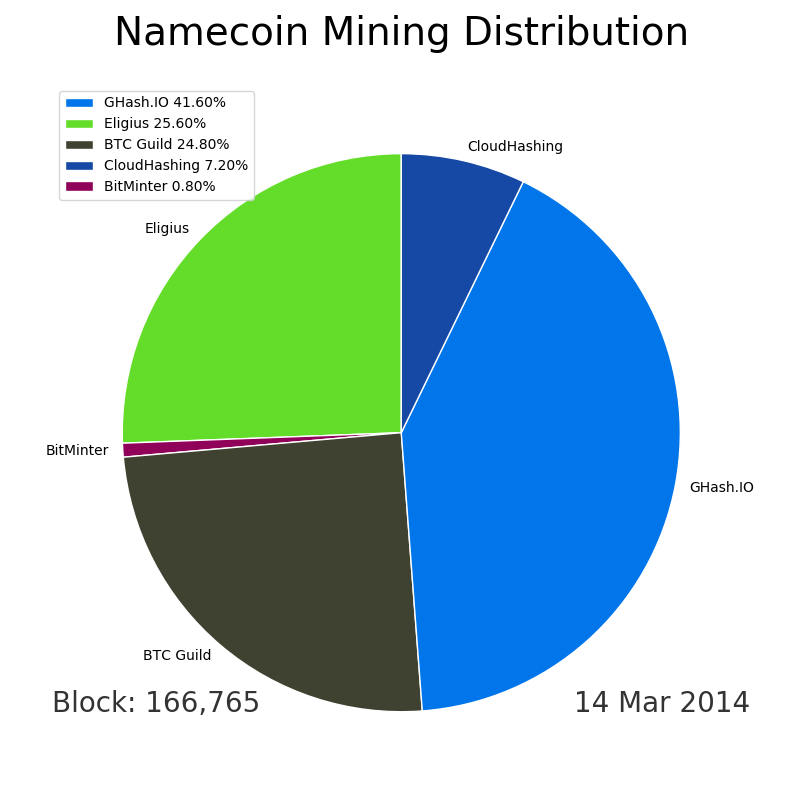 Namecoin Mining Distribution
GHash.IO 41.60%
Eligius 25.60%
BTC Guild 24.80%
CloudHashing 7.20%
BitMinter 0.80%
CloudHashing
Eligius
BitMinter
GHash.IO
BTC Guild
Block: 166,765
14 Mar 2014